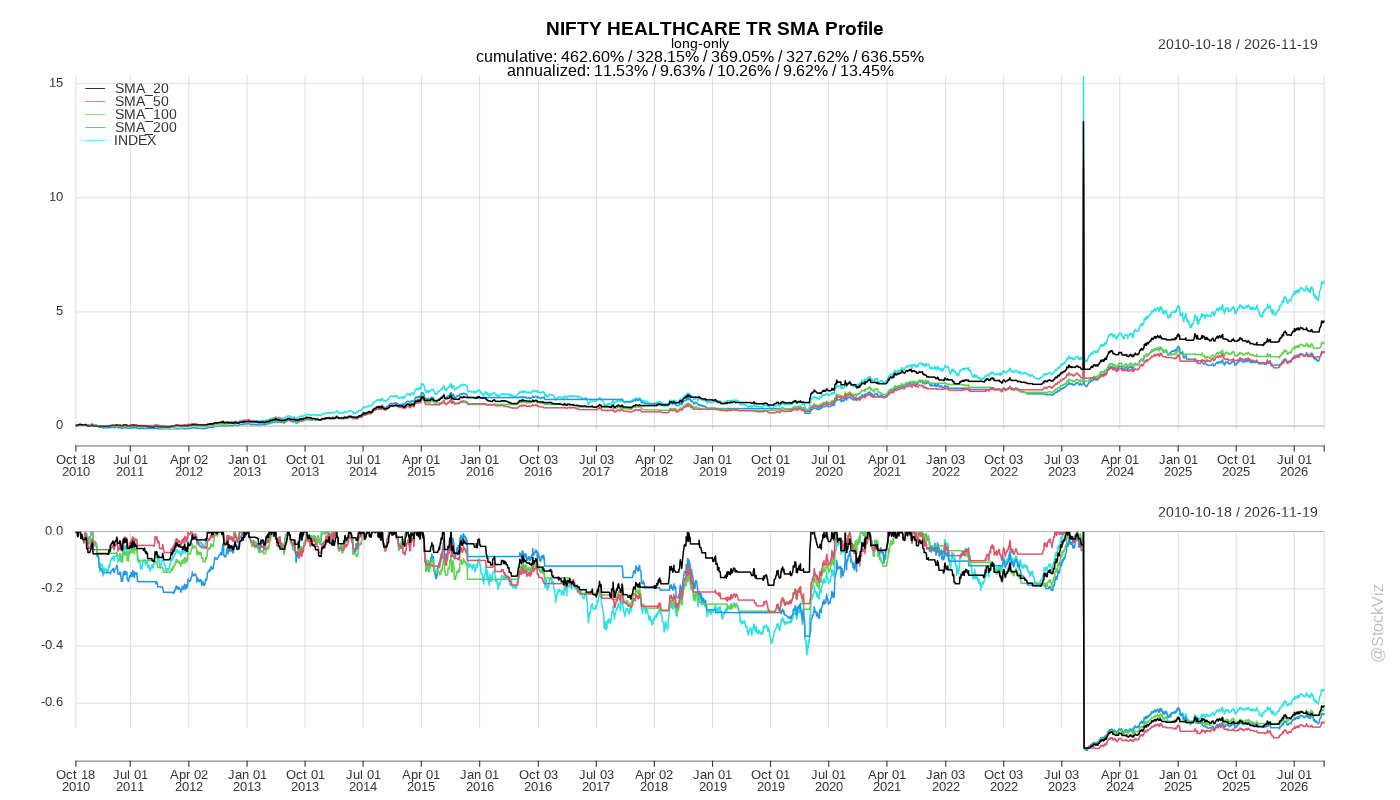 NIFTY HEALTHCARE TR SMA Profile
long-only
cumulative: 462.60% / 328.15% / 369.05% / 327.62% / 636.55%
annualized: 11.53% / 9.63% / 10.26% / 9.62% / 13.45%
2010-10-18 / 2026-11-19
SMA_20
SMA_50
SMA_100
SMA_200
INDEX
15
10
5
0
Oct 18 Jul 01 Apr 02 Jan 01 Oct 01 Jul 01 Apr 01 Jan 01 Oct 03 Jul 03 Apr 02 Jan 01 Oct 01 Jul 01 Apr 01 Jan 03 Oct 03 Jul 03 Apr 01 Jan 01 Oct 01 Jul 01
2010 2011 2012 2013 2013 2014 2015 2016 2016 2017 2018 2019 2019 2020 2021 2022 2022 2023 2024 2025 2025 2026
2010-10-18 / 2026-11-19
0.0
-0.2
-0.4
-0.6
Oct 18 Jul 01 Apr 02 Jan 01 Oct 01 Jul 01 Apr 01 Jan 01 Oct 03 Jul 03 Apr 02 Jan 01 Oct 01 Jul 01 Apr 01 Jan 03 Oct 03 Jul 03 Apr 01 Jan 01 Oct 01 Jul 01
2010 2011 2012 2013 2013 2014 2015 2016 2016 2017 2018 2019 2019 2020 2021 2022 2022 2023 2024 2025 2025 2026
@StockViz